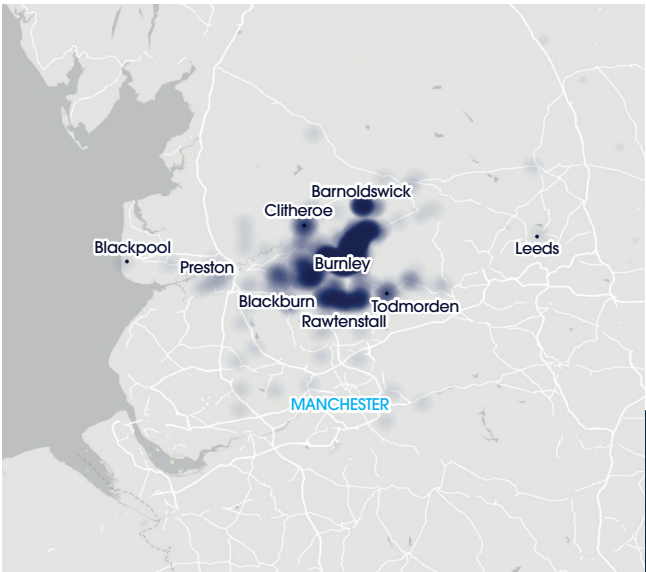 Barnoldswick
Clitheroe
Blackpool
Leeds
Preston
Burnley
Blackburn
Todmorden
Rawtenstall
MANCHESTER